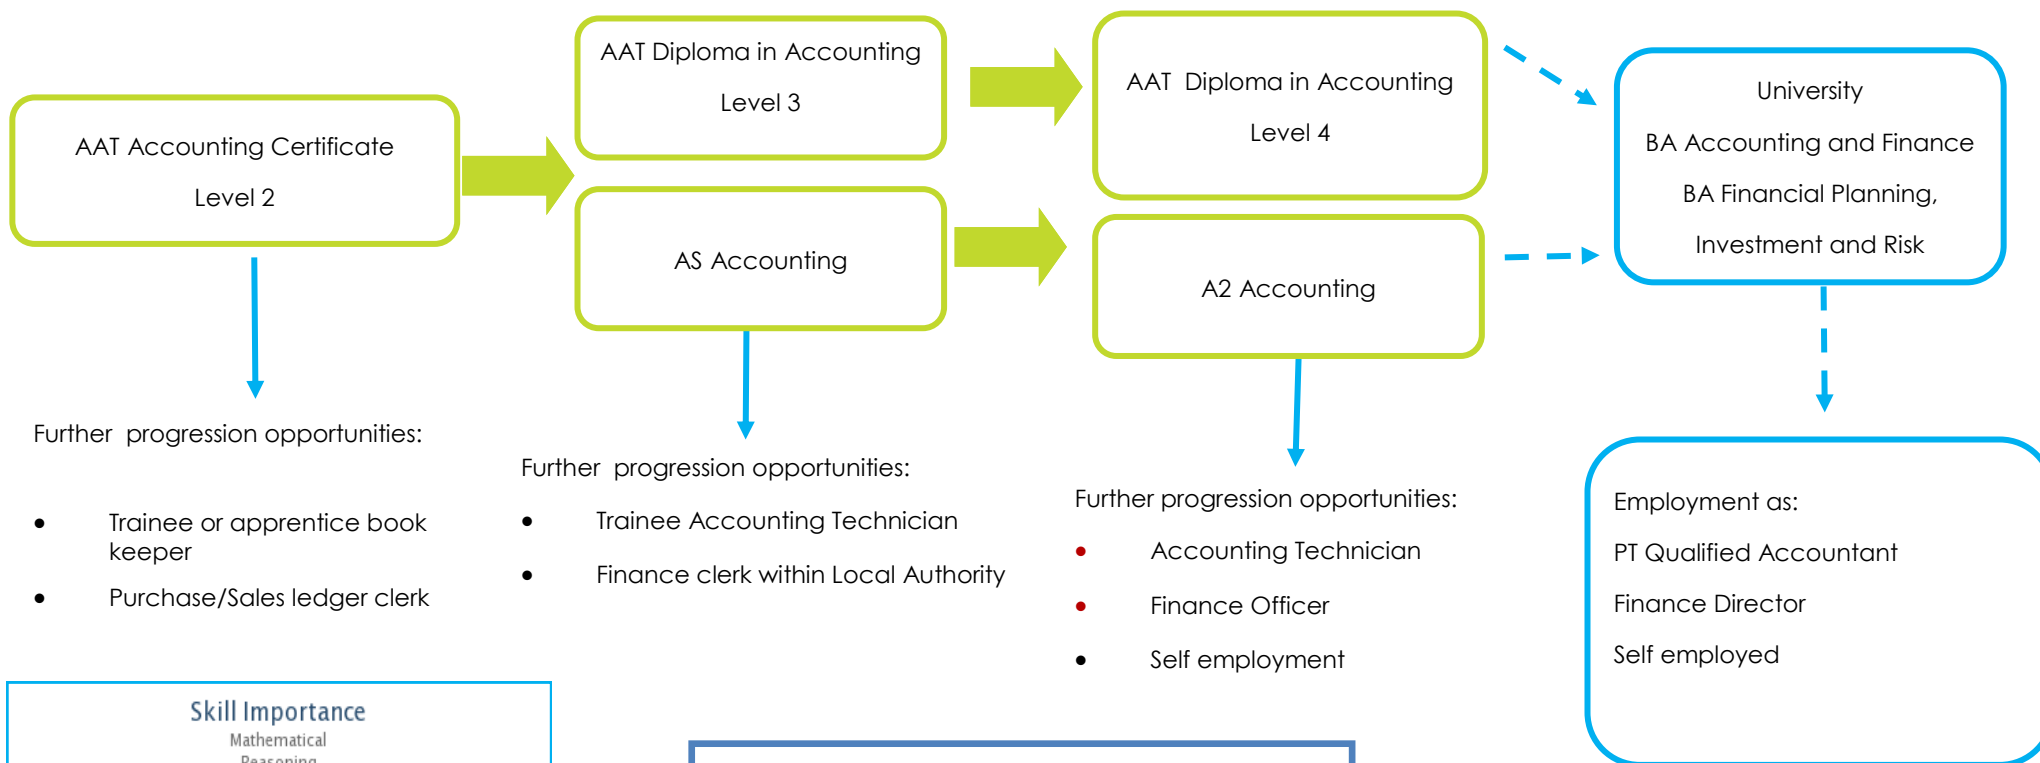 AAT Accounting Certificate
Level 2
AAT Diploma in Accounting
Level 3
AS Accounting
AAT Diploma in Accounting
Level 4
A2 Accounting
University
BA Accounting and Finance
BA Financial Planning,
Investment and Risk
Further progression opportunities:
• Trainee or apprentice book
keeper
• Purchase/Sales ledger clerk
Further progression opportunities:
• Trainee Accounting Technician
• Finance clerk within Local Authority
Further progression opportunities:
• Accounting Technician
• Finance Officer
• Self employment
Employment as:
PT Qualified Accountant
Finance Director
Self employed
Skill Importance
Mathematical
Reasoning